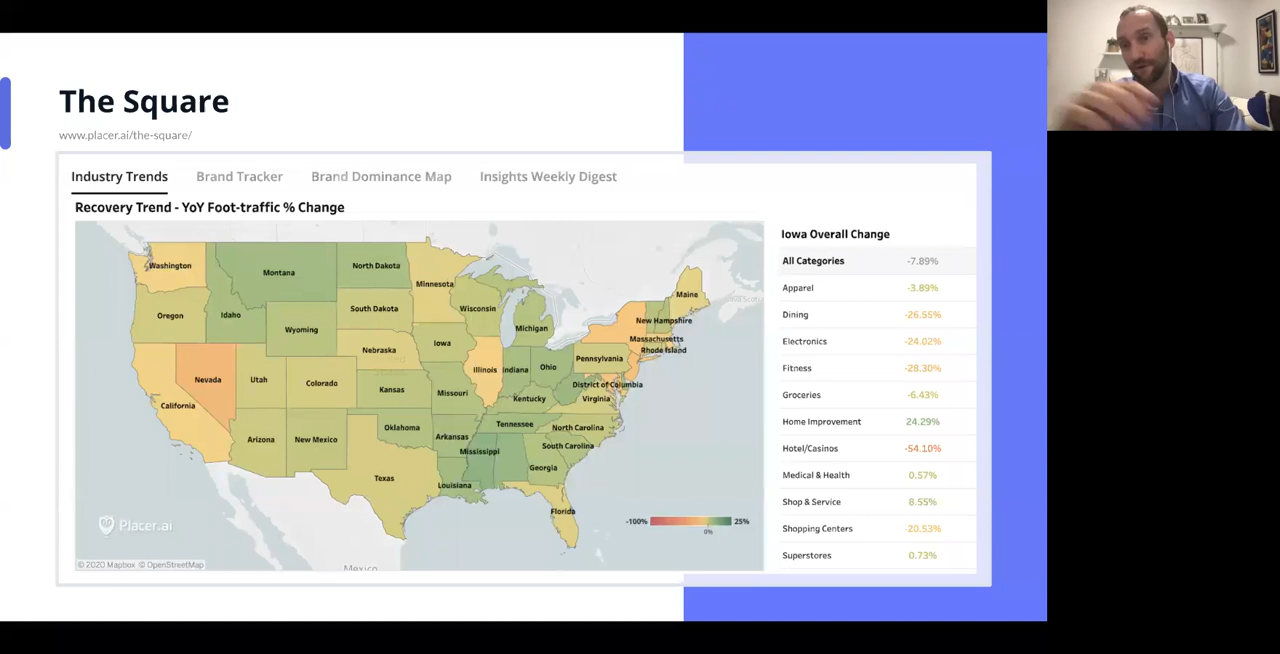 The Square
www.placer.ai/the-square/
Industry Trends Brand Tracker Brand Dominance Map Insights Weekly Digest
Recovery Trend - YoY Foot-traffic % Change
Washington
Montana
North Dakota
Minnesota
Maine
Oregon
Idaho
Wyoming
South Dakota
Wisconsin
Michigan
New Hampshire
Massachusetts
Rhode Island
Nevada
Utah
Colorado
Nebraska
Iowa
Illinois
Indiana
Ohio
Pennsylvania
District of Columbia
California
Kansas
Missouri
Kentucky
Virginia
Arizona
New Mexico
Oklahoma
Arkansas
Tennessee
North Carolina
Mississippi
South Carolina
Georgia
Texas
Louisiana
Florida
Placer.ai
-100% 25%
0%
© 2020 Mapbox © OpenStreetMap
Mexico
Iowa Overall Change
All Categories -7.89%
Apparel -3.89%
Dining -26.55%
Electronics -24.02%
Fitness -28.30%
Groceries -6.43%
Home Improvement 24.29%
Hotel/Casinos -54.10%
Medical & Health 0.57%
Shop & Service 8.55%
Shopping Centers -20.53%
Superstores 0.73%